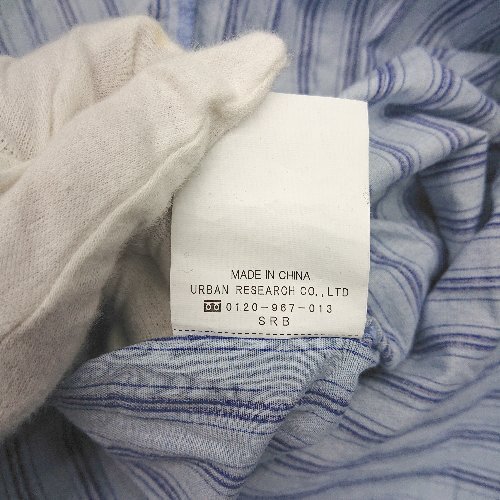 MADE IN CHINA
URBAN RESEARCH CO.,LTD
0120-967-013
SRB